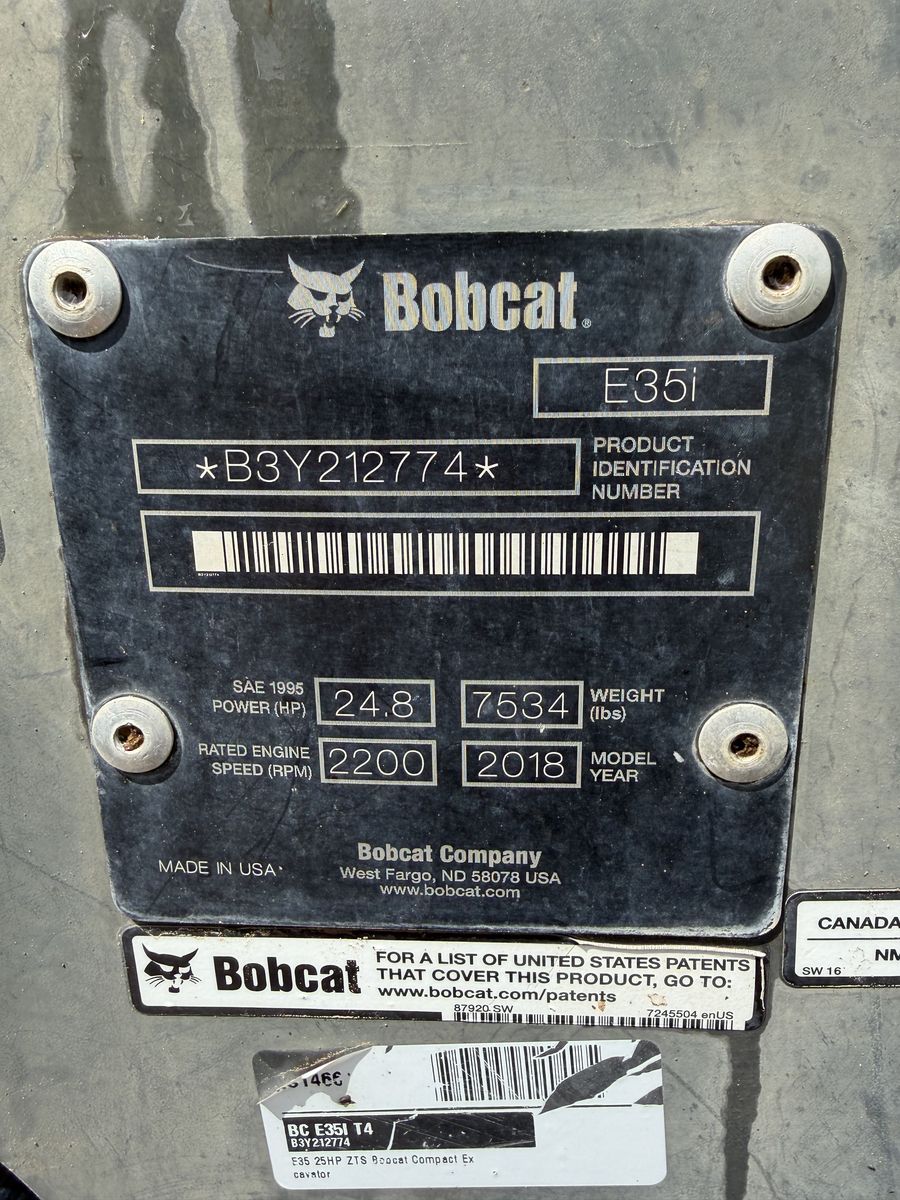 Bobcat®
E35i
*B3Y212774*
PRODUCT
IDENTIFICATION
NUMBER
SAE 1995
POWER (HP)
24.8
7534
WEIGHT
(lbs)
RATED ENGINE
SPEED (RPM)
2200
2018
MODEL
YEAR
MADE IN USA
Bobcat Company
West Fargo, ND 58078 USA
www.bobcat.com
Bobcat
FOR A LIST OF UNITED STATES PATENTS
THAT COVER THIS PRODUCT, GO TO:
www.bobcat.com/patents
87920 SW
7245504 enUS
CANADA
NM
SW 16
BC E35I T4
B3Y212774
E35 25HP ZTS Bobcat Compact Ex
cavator